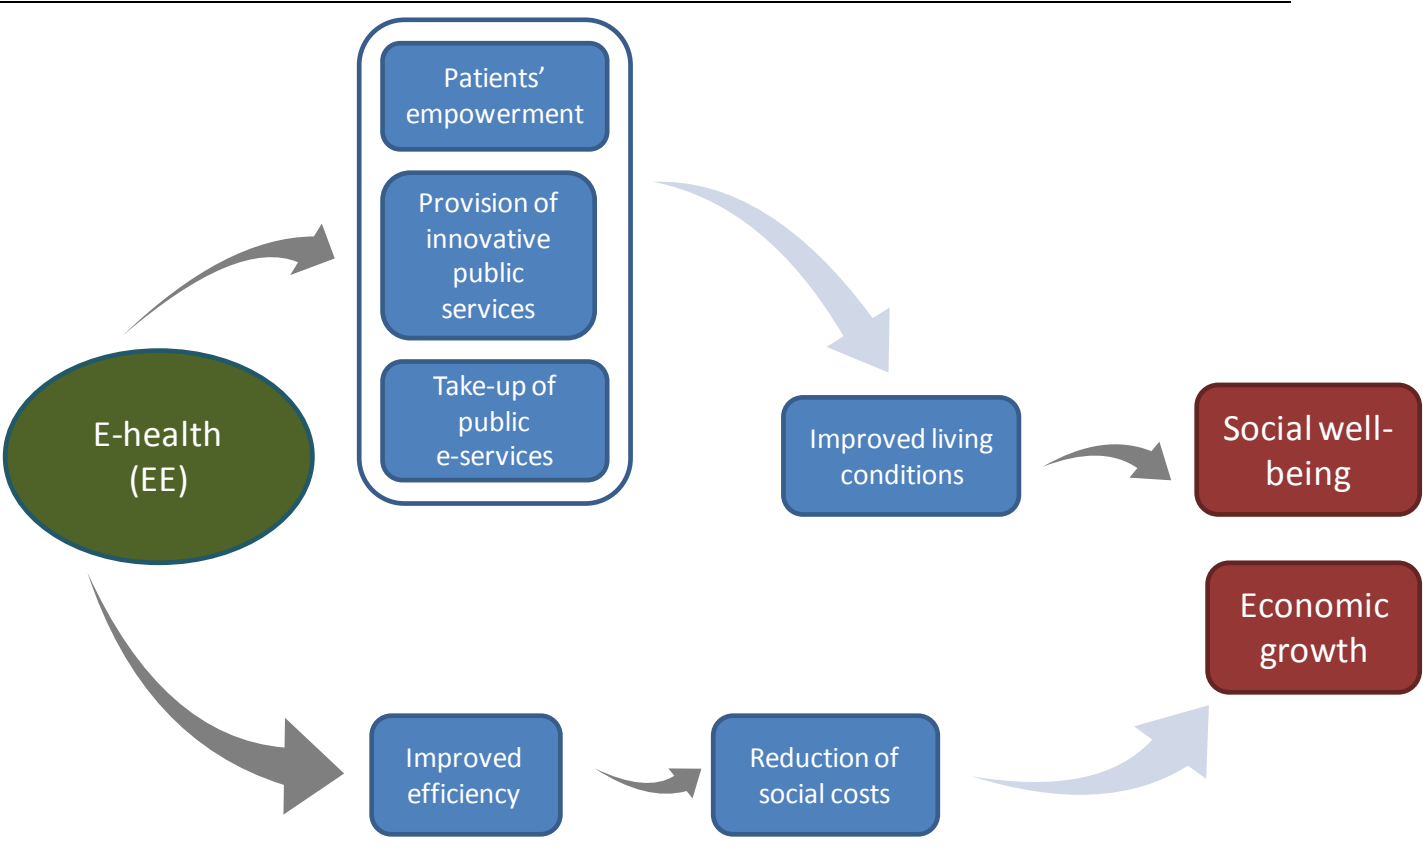 Patients’
empowerment
Provision of
innovative
public
services
Take-up of
public
e-services
E-health
(EE)
Improved living
conditions
Social well-
being
Economic
growth
Improved
efficiency
Reduction of
social costs